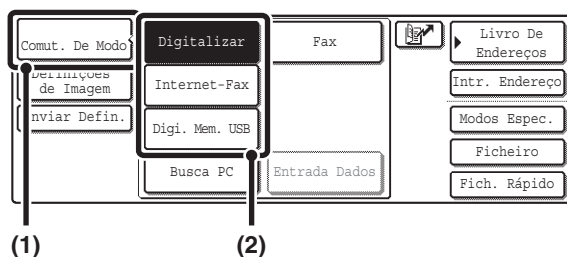 Comut. De Modo
Digitalizar
Fax
Livro De
Endereços
Definições
de Imagem
Internet-Fax
Intr. Endereço
nviar Defin.
Digi. Mem. USB
Modos Espec.
Ficheiro
Busca PC
Entrada Dados
Fich. Rápido
(1)
(2)